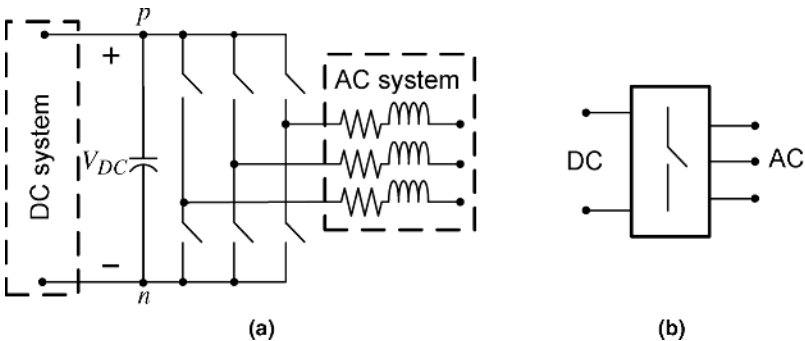 p
+
DC system
V_DC
−
n
AC system
(a)
DC
AC
(b)